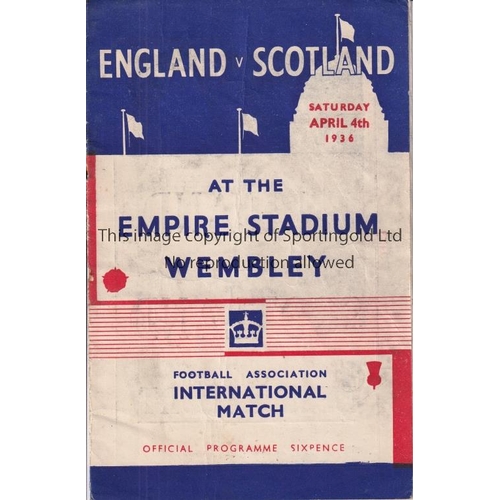 ENGLAND v SCOTLAND
SATURDAY
APRIL 4th
1936
AT THE
EMPIRE STADIUM
This image copyright of Sportingold Ltd.
WEMBLEY
No reproduction allowed
FOOTBALL ASSOCIATION
INTERNATIONAL
MATCH
OFFICIAL PROGRAMME SIXPENCE